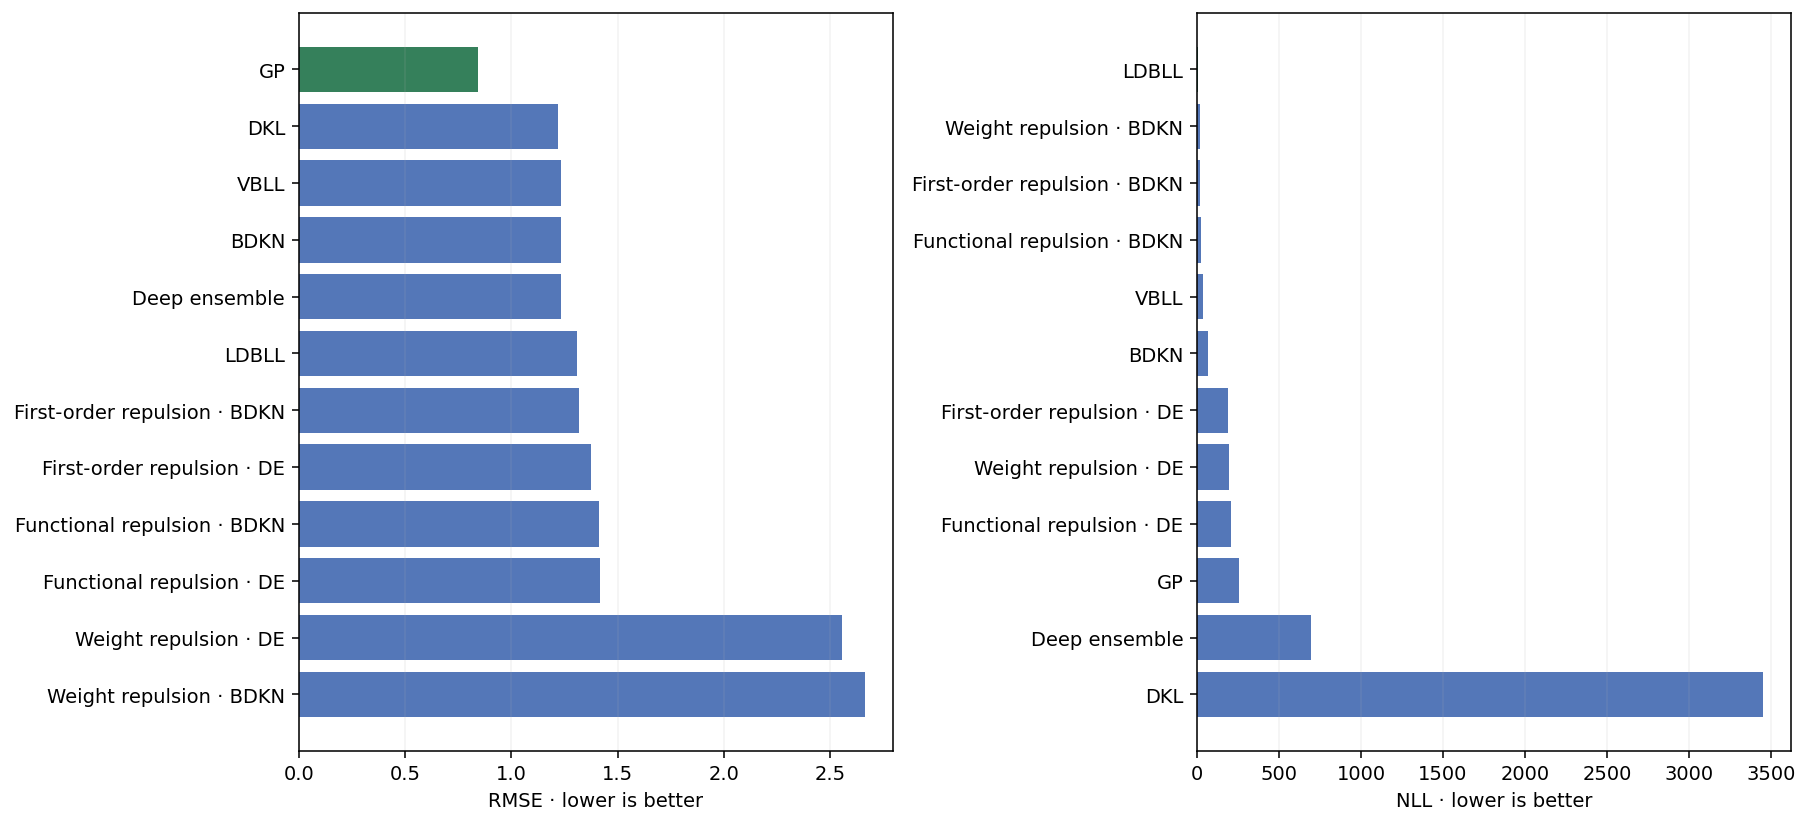 GP
DKL
VBLL
BDKN
Deep ensemble
LDBLL
First-order repulsion · BDKN
First-order repulsion · DE
Functional repulsion · BDKN
Functional repulsion · DE
Weight repulsion · DE
Weight repulsion · BDKN
0.0 0.5 1.0 1.5 2.0 2.5
RMSE · lower is better
LDBLL
Weight repulsion · BDKN
First-order repulsion · BDKN
Functional repulsion · BDKN
VBLL
BDKN
First-order repulsion · DE
Weight repulsion · DE
Functional repulsion · DE
GP
Deep ensemble
DKL
0 500 1000 1500 2000 2500 3000 3500
NLL · lower is better